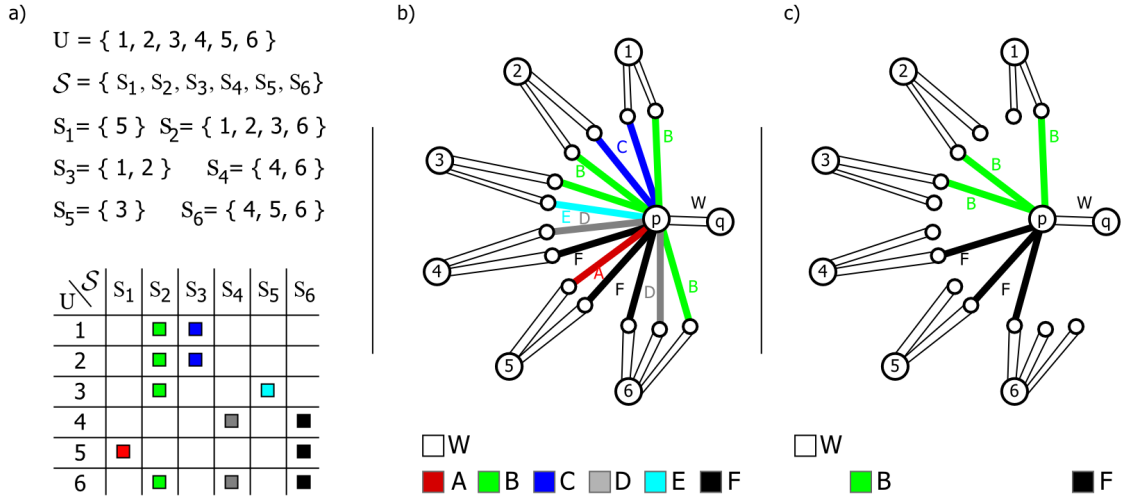 a)
U = { 1, 2, 3, 4, 5, 6 }
𝒮 = { S₁, S₂, S₃, S₄, S₅, S₆}
S₁= { 5 } S₂= { 1, 2, 3, 6 }
S₃= { 1, 2 } S₄= { 4, 6 }
S₅= { 3 } S₆= { 4, 5, 6 }
U\𝒮 S₁ S₂ S₃ S₄ S₅ S₆
1
2
3
4
5
6
b)
1
2
B
C
3
B
W
E D
p
q
4
F
A
B
F
D
5
6
W
A B C D E F
c)
1
2
B
3
B
W
B
p
q
4
F
F
F
5
6
W
B F